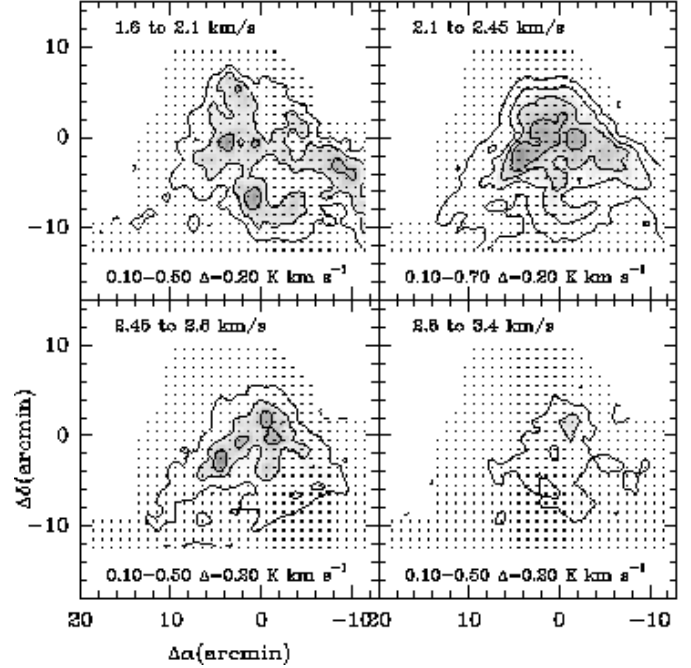 1.6 to 2.1 km/s
2.1 to 2.45 km/s
10
0
−10
0.10−0.50 Δ=0.20 K km s⁻¹
0.10−0.70 Δ=0.20 K km s⁻¹
2.45 to 2.8 km/s
2.8 to 3.4 km/s
10
0
−10
Δδ(arcmin)
0.10−0.50 Δ=0.20 K km s⁻¹
0.10−0.50 Δ=0.20 K km s⁻¹
20 10 0 −1020 10 0 −10
Δα(arcmin)